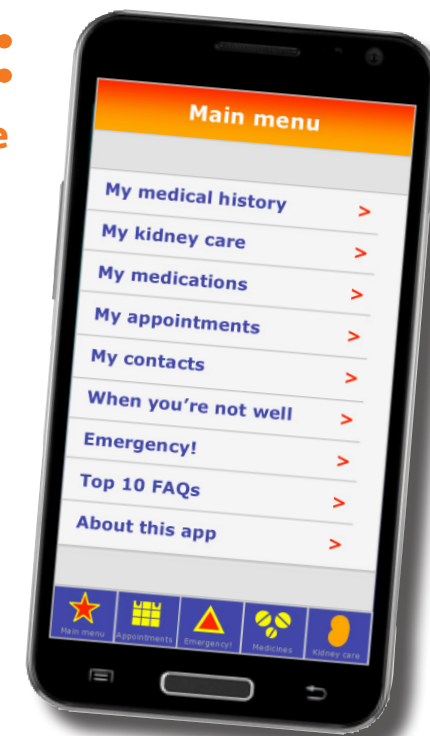 e
Main menu
My medical history >
My kidney care >
My medications >
My appointments >
My contacts >
When you’re not well >
Emergency! >
Top 10 FAQs >
About this app >
Main menu Appointments Emergency! Medicines Kidney care